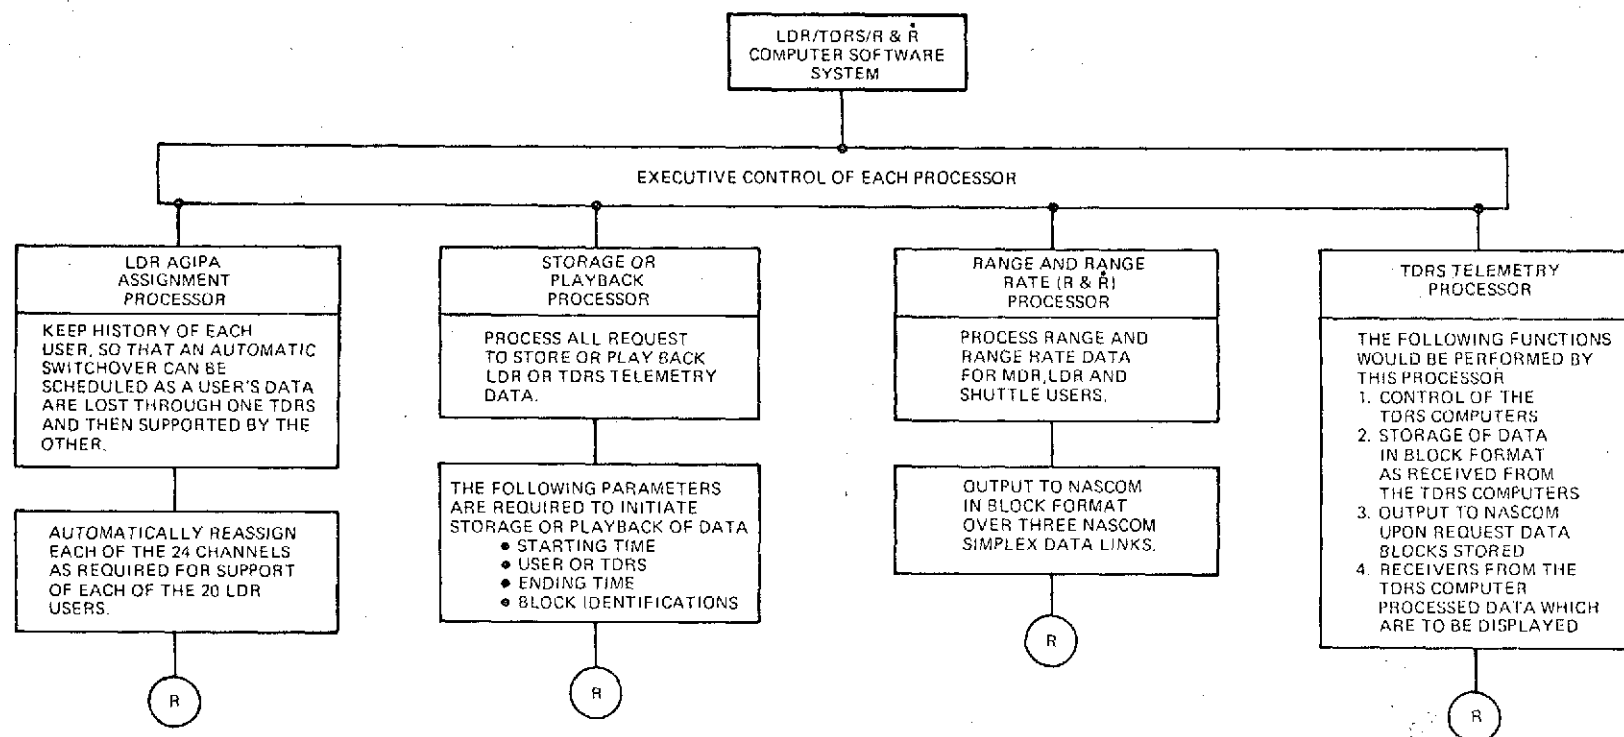 LDR/TDRS/R & Ṙ
COMPUTER SOFTWARE
SYSTEM
EXECUTIVE CONTROL OF EACH PROCESSOR
LDR AGIPA
ASSIGNMENT
PROCESSOR
KEEP HISTORY OF EACH
USER, SO THAT AN AUTOMATIC
SWITCHOVER CAN BE
SCHEDULED AS A USER'S DATA
ARE LOST THROUGH ONE TDRS
AND THEN SUPPORTED BY THE
OTHER.
AUTOMATICALLY REASSIGN
EACH OF THE 24 CHANNELS
AS REQUIRED FOR SUPPORT
OF EACH OF THE 20 LDR
USERS.
R
STORAGE OR
PLAYBACK
PROCESSOR
PROCESS ALL REQUEST
TO STORE OR PLAY BACK
LDR OR TDRS TELEMETRY
DATA.
THE FOLLOWING PARAMETERS
ARE REQUIRED TO INITIATE
STORAGE OR PLAYBACK OF DATA
● STARTING TIME
● USER OR TDRS
● ENDING TIME
● BLOCK IDENTIFICATIONS
R
RANGE AND RANGE
RATE (R & Ṙ)
PROCESSOR
PROCESS RANGE AND
RANGE RATE DATA
FOR MDR, LDR AND
SHUTTLE USERS.
OUTPUT TO NASCOM
IN BLOCK FORMAT
OVER THREE NASCOM
SIMPLEX DATA LINKS.
R
TDRS TELEMETRY
PROCESSOR
THE FOLLOWING FUNCTIONS
WOULD BE PERFORMED BY
THIS PROCESSOR
1. CONTROL OF THE
TDRS COMPUTERS
2. STORAGE OF DATA
IN BLOCK FORMAT
AS RECEIVED FROM
THE TDRS COMPUTERS
3. OUTPUT TO NASCOM
UPON REQUEST DATA
BLOCKS STORED
4. RECEIVERS FROM THE
TDRS COMPUTER
PROCESSED DATA WHICH
ARE TO BE DISPLAYED
R